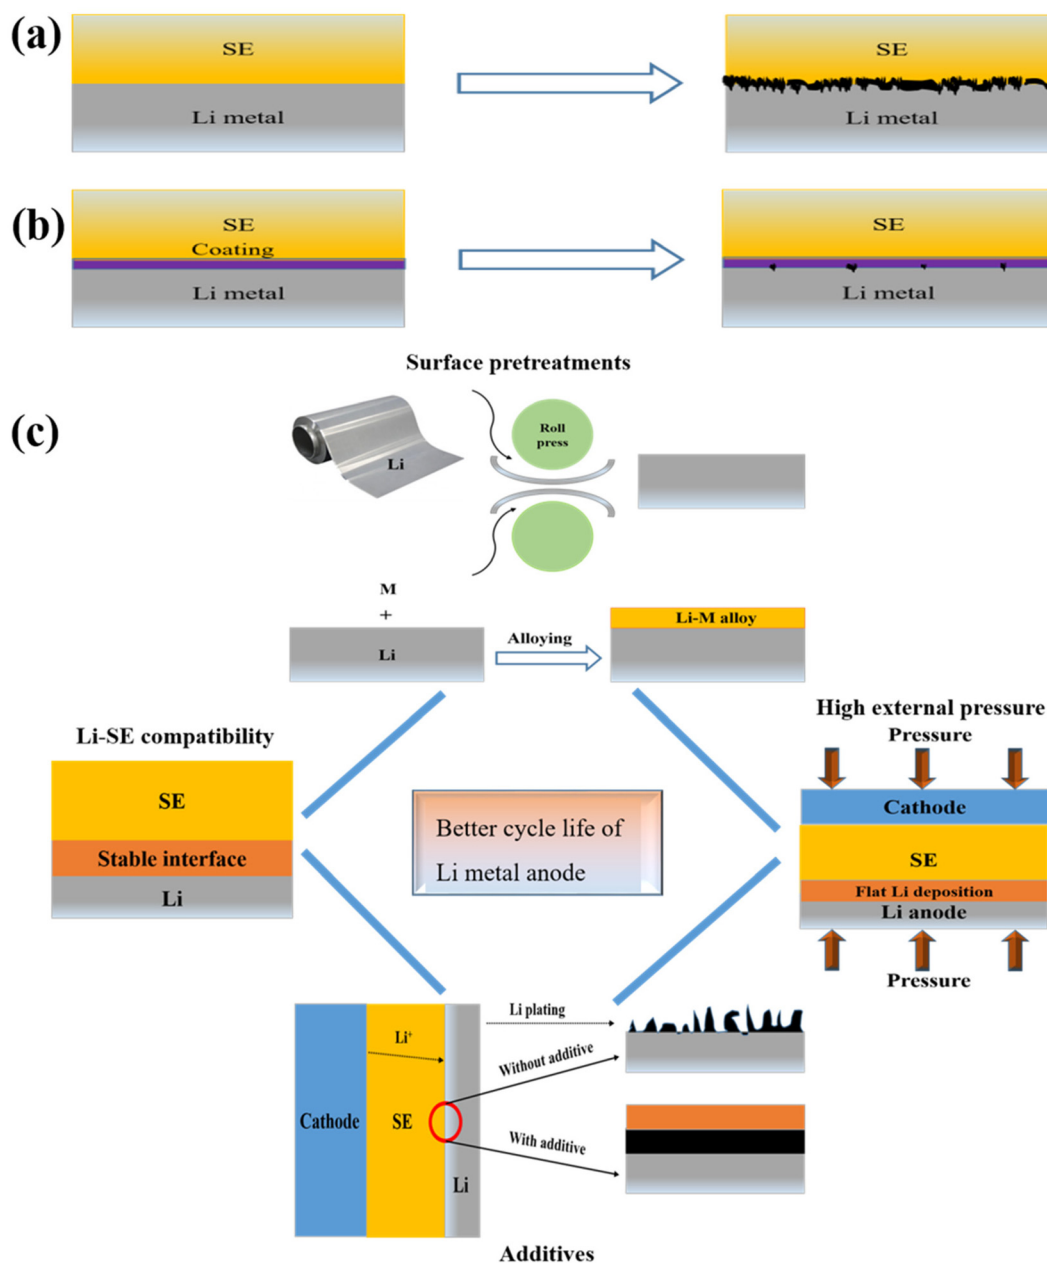 (a)
SE
Li metal
SE
Li metal
(b)
SE
Coating
Li metal
SE
Li metal
Surface pretreatments
(c)
Li
Roll
press
M
+
Li
Alloying
Li-M alloy
Li-SE compatibility
SE
Stable interface
Li
Better cycle life of
Li metal anode
High external pressure
Pressure
Cathode
SE
Flat Li deposition
Li anode
Pressure
Cathode
Li⁺
SE
Li
Li plating
Without additive
With additive
Additives